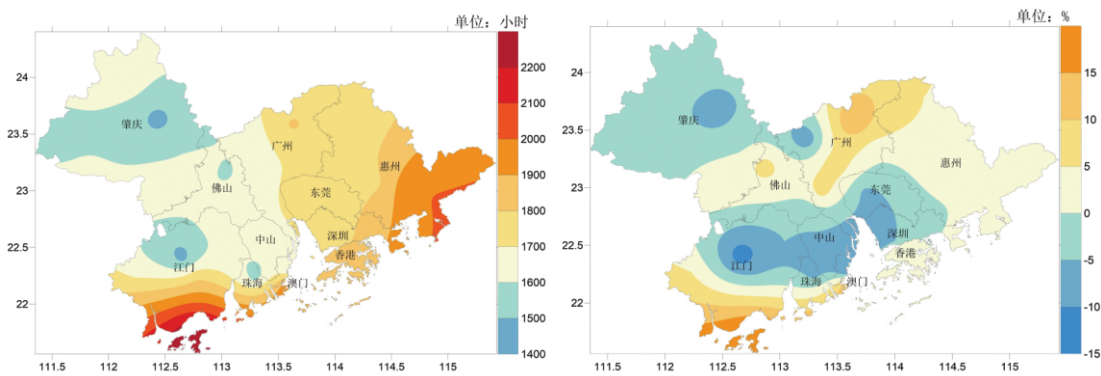 单位：小时
24
23.5
23
22.5
22
111.5 112 112.5 113 113.5 114 114.5 115
肇庆
广州
惠州
佛山
东莞
中山
深圳
香港
江门
珠海
澳门
2200
2100
2000
1900
1800
1700
1600
1500
1400
单位：%
24
23.5
23
22.5
22
111.5 112 112.5 113 113.5 114 114.5 115
肇庆
广州
惠州
佛山
东莞
中山
深圳
香港
江门
珠海
澳门
15
10
5
0
-5
-10
-15